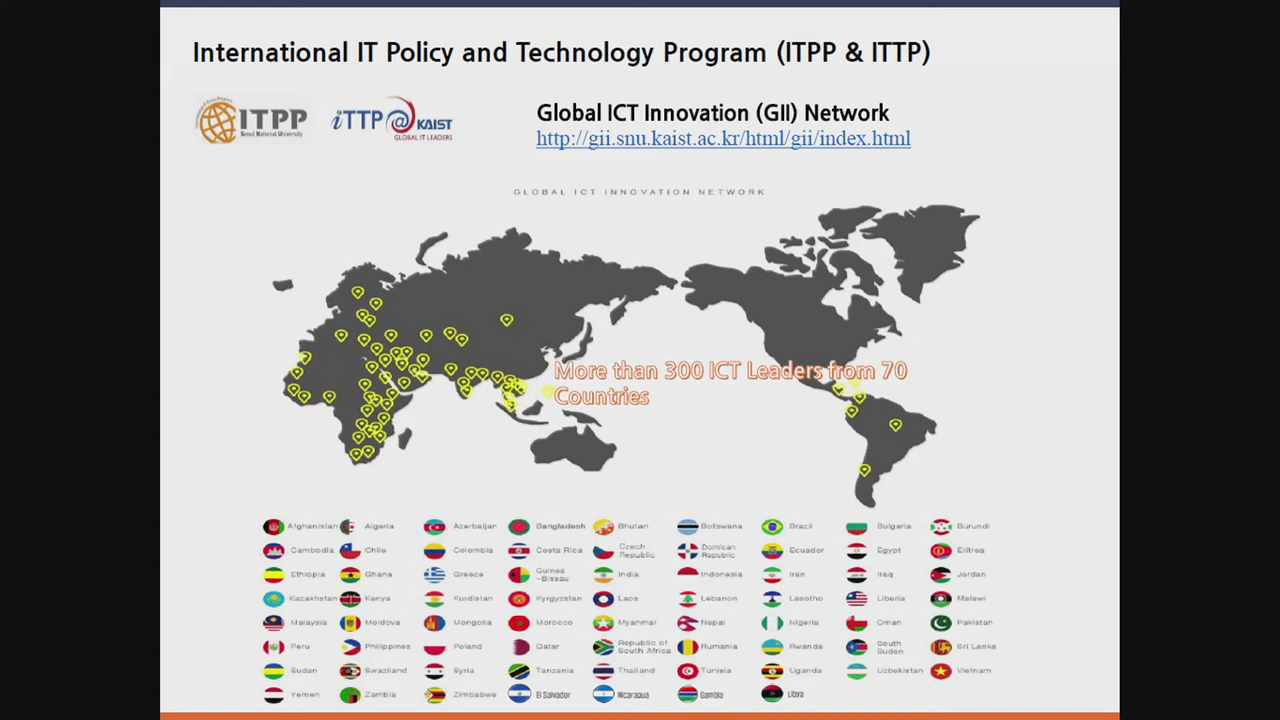 International IT Policy and Technology Program (ITPP & ITTP)
ITPP
Seoul National University
iTTP@KAIST
GLOBAL IT LEADERS
Global ICT Innovation (GII) Network
http://gii.snu.kaist.ac.kr/html/gii/index.html
GLOBAL ICT INNOVATION NETWORK
More than 300 ICT Leaders from 70
Countries
Afghanistan Algeria Azerbaijan Bangladesh Bhutan Botswana Brazil Bulgaria Burundi
Cambodia Chile Colombia Costa Rica Czech Republic Domican Republic Ecuador Egypt Eritrea
Ethiopia Ghana Greece Guinea -Bissau India Indonesia Iran Iraq Jordan
Kazakhstan Kenya Kurdistan Kyrgyzstan Laos Lebanon Lesotho Liberia Malawi
Malaysia Moldova Mongolia Morocco Myanmar Nepal Nigeria Oman Pakistan
Peru Philippines Poland Qatar Republic of South Africa Rumania Rwanda South Sudan Sri Lanka
Sudan Swaziland Syria Tanzania Thailand Tunisia Uganda Uzbekistan Vietnam
Yemen Zambia Zimbabwe El Salvador Nicaragua Gambia